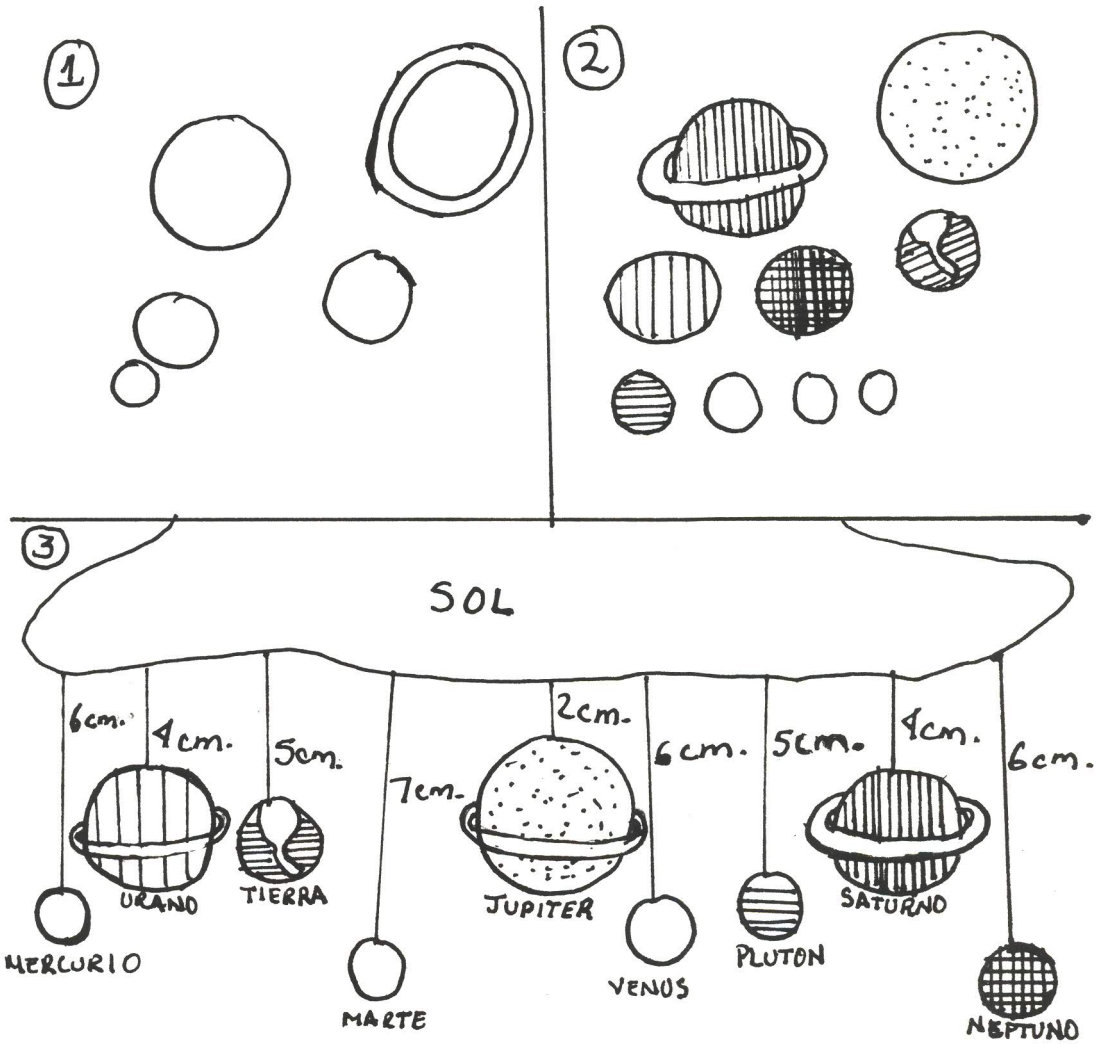 1
2
3
SOL
6cm.
4cm.
5cm.
7cm.
2cm.
6cm.
5cm.
4cm.
6cm.
MERCURIO
URANO
TIERRA
MARTE
JUPITER
VENUS
PLUTON
SATURNO
NEPTUNO